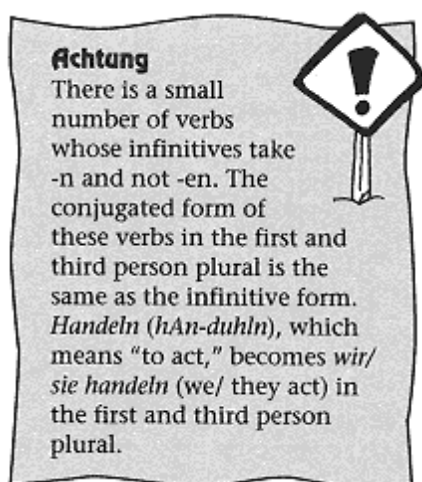 Achtung
There is a small
number of verbs
whose infinitives take
-n and not -en. The
conjugated form of
these verbs in the first and
third person plural is the
same as the infinitive form.
Handeln (hAn-duhln), which
means “to act,” becomes wir/
sie handeln (we/ they act) in
the first and third person
plural.